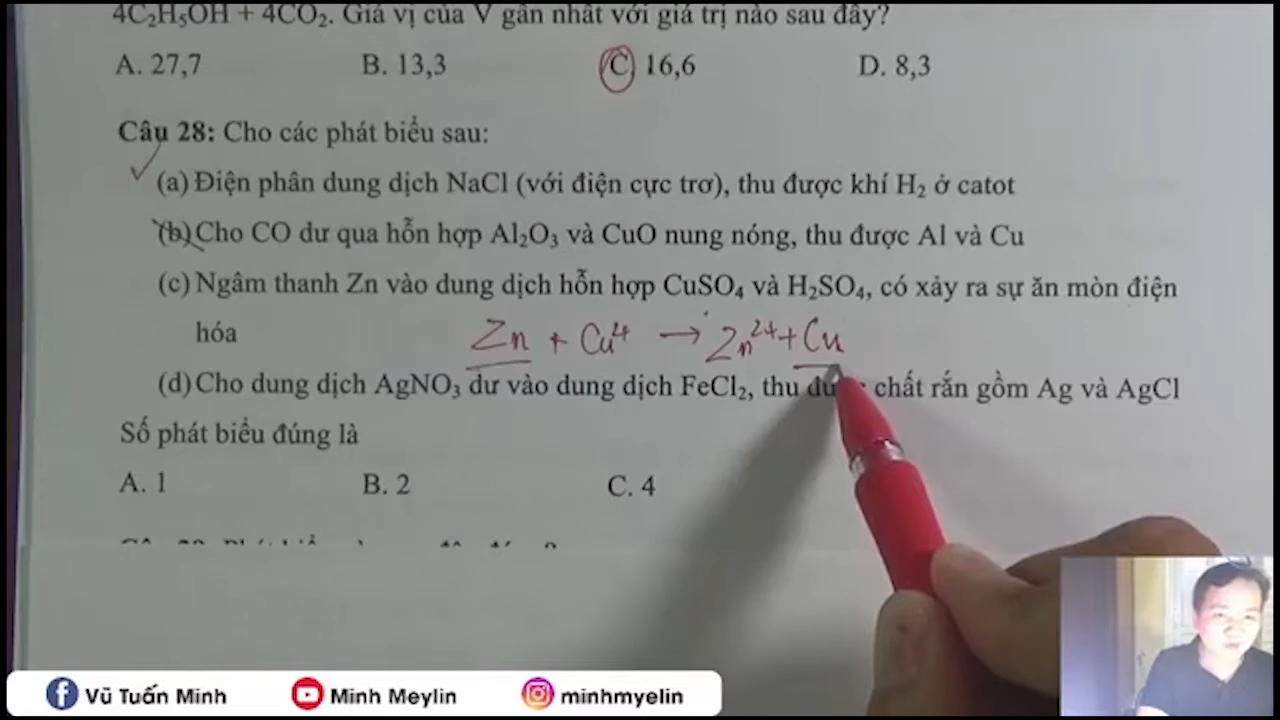 4C₂H₅OH + 4CO₂. Giá vị của V gần nhất với giá trị nào sau đây?
A. 27,7 B. 13,3 C 16,6 D. 8,3
Câu 28: Cho các phát biểu sau:
(a) Điện phân dung dịch NaCl (với điện cực trơ), thu được khí H₂ ở catot
(b) Cho CO dư qua hỗn hợp Al₂O₃ và CuO nung nóng, thu được Al và Cu
(c) Ngâm thanh Zn vào dung dịch hỗn hợp CuSO₄ và H₂SO₄, có xảy ra sự ăn mòn điện
hóa
Zn + Cu²⁺ → Zn²⁺ + Cu
(d) Cho dung dịch AgNO₃ dư vào dung dịch FeCl₂, thu chất rắn gồm Ag và AgCl
Số phát biểu đúng là
A. 1 B. 2 C. 4
Vũ Tuấn Minh Minh Meylin minhmyelin